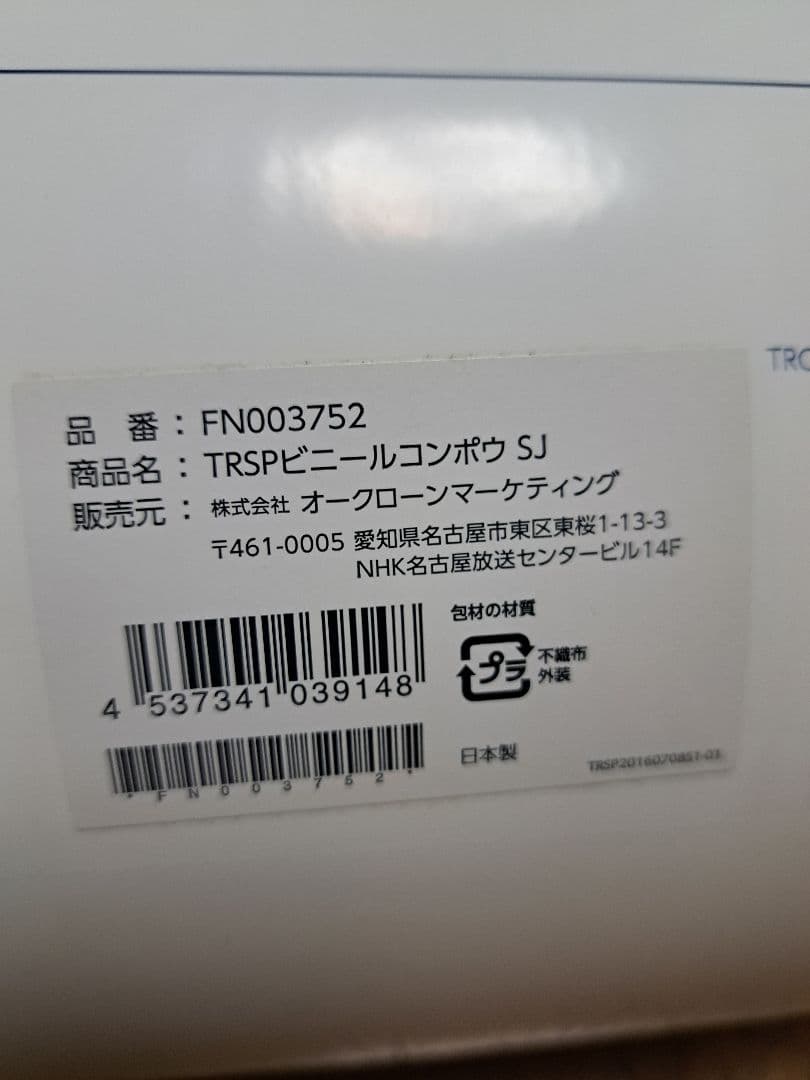 TRO
品 番：FN003752
商品名：TRSPビニールコンポウ SJ
販売元：株式会社 オークローンマーケティング
〒461-0005 愛知県名古屋市東区東桜1-13-3
NHK名古屋放送センタービル14F
包材の材質
プラ
不織布
外装
4 537341 039148
*FN003752*
日本製
TRSP20160708ST-01